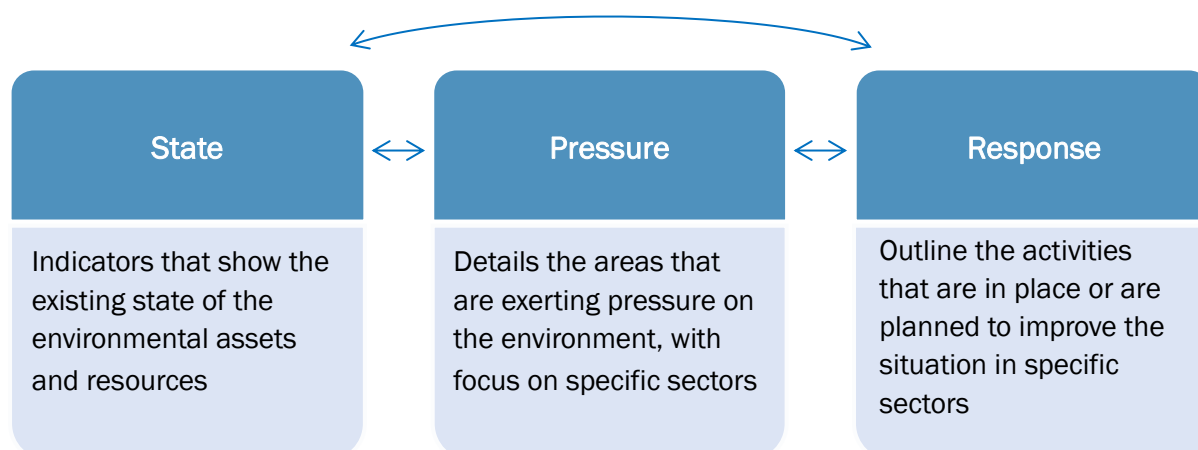 State
Pressure
Response
Indicators that show the
existing state of the
environmental assets
and resources
Details the areas that
are exerting pressure on
the environment, with
focus on specific sectors
Outline the activities
that are in place or are
planned to improve the
situation in specific
sectors